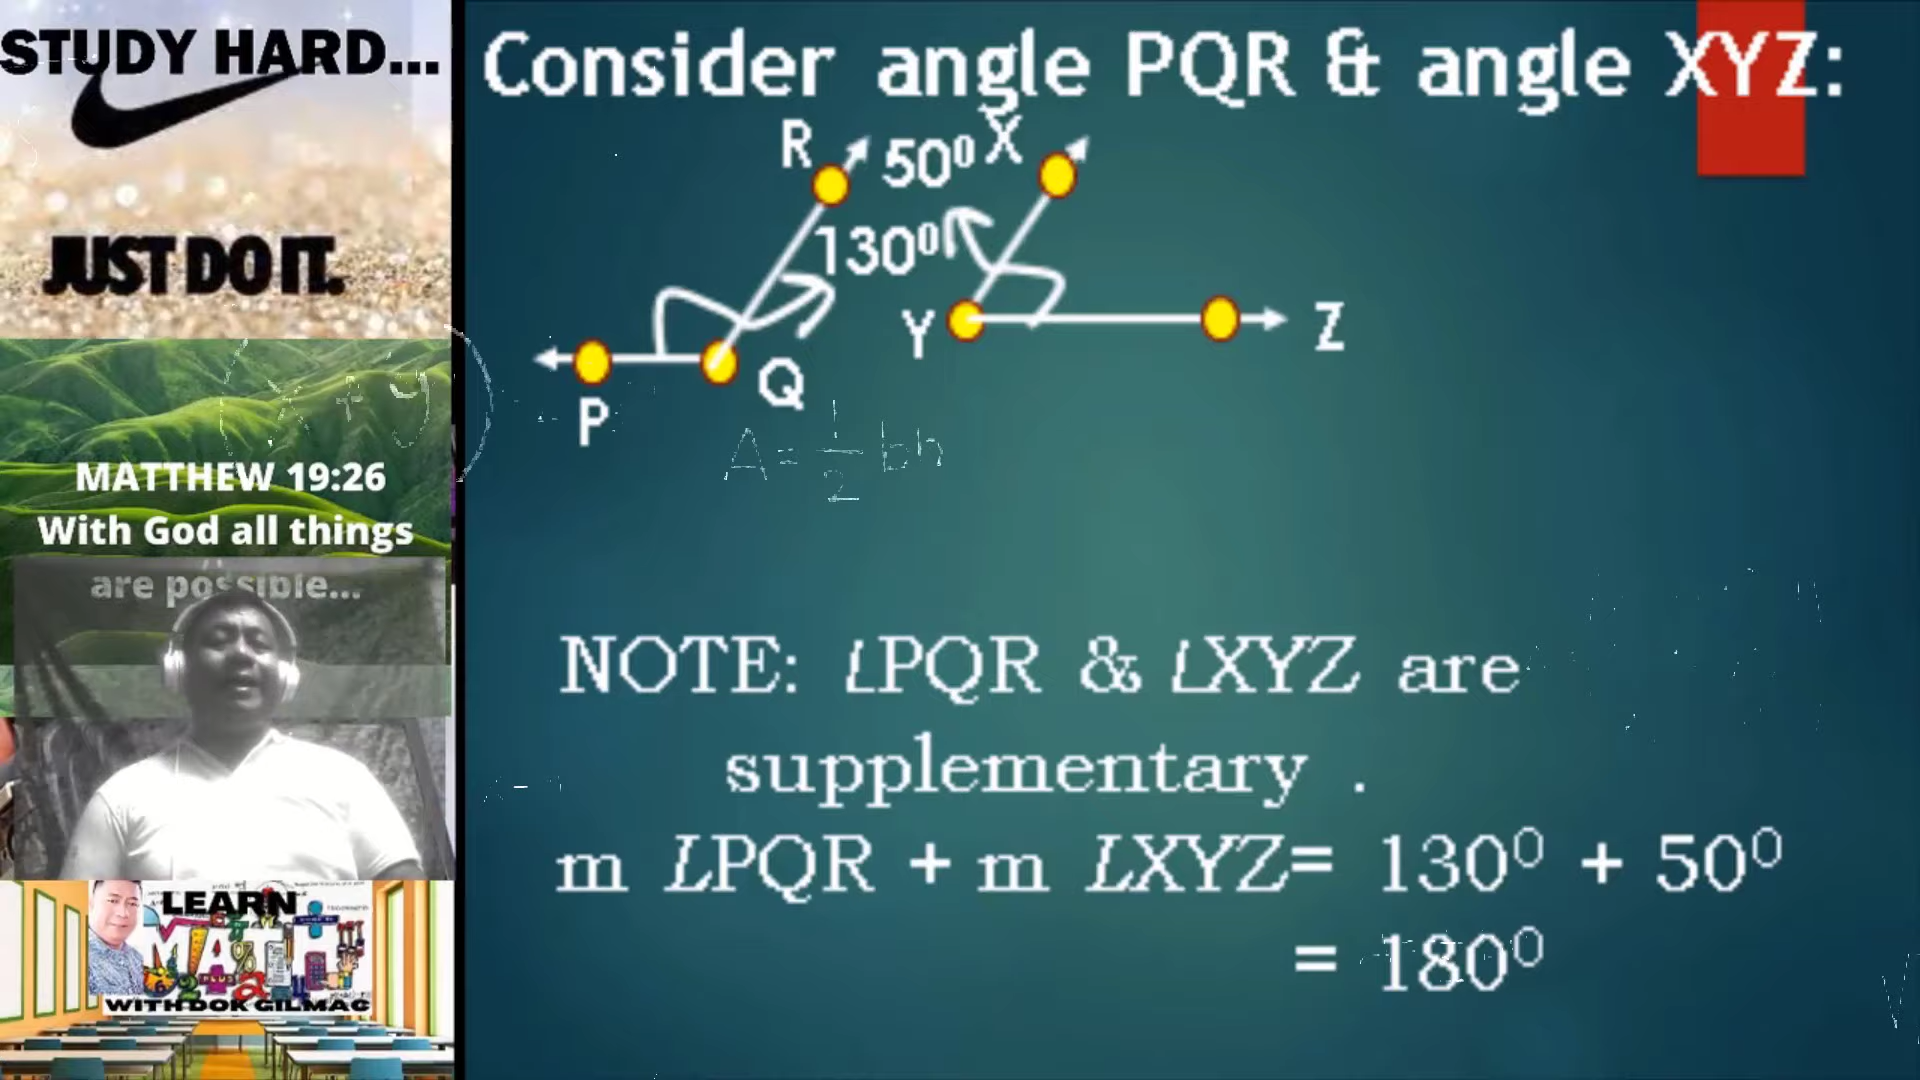 STUDY HARD...
JUST DO IT.
MATTHEW 19:26
With God all things
are possible...
LEARN
MATH
WITH DOK GILMAC
Consider angle PQR & angle XYZ:
R 50⁰ X
130⁰
Y Z
Q
P
A = 1/2 bh
(x + y)
NOTE: ∠PQR & ∠XYZ are
supplementary .
m ∠PQR + m ∠XYZ= 130⁰ + 50⁰
= 180⁰